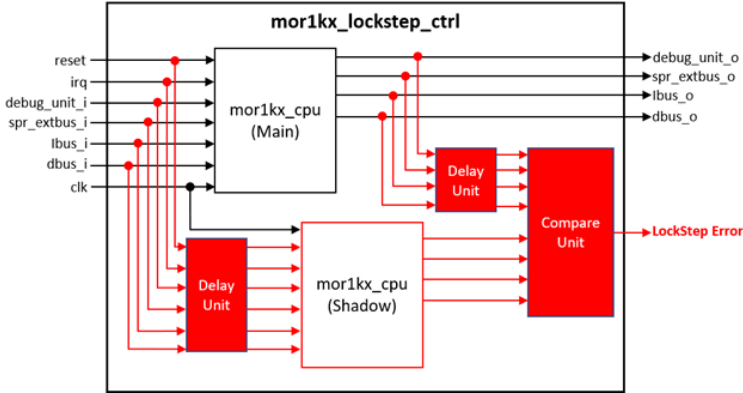 mor1kx_lockstep_ctrl
reset
irq
debug_unit_i
spr_extbus_i
Ibus_i
dbus_i
clk
mor1kx_cpu
(Main)
debug_unit_o
spr_extbus_o
Ibus_o
dbus_o
Delay
Unit
Compare
Unit
LockStep Error
Delay
Unit
mor1kx_cpu
(Shadow)